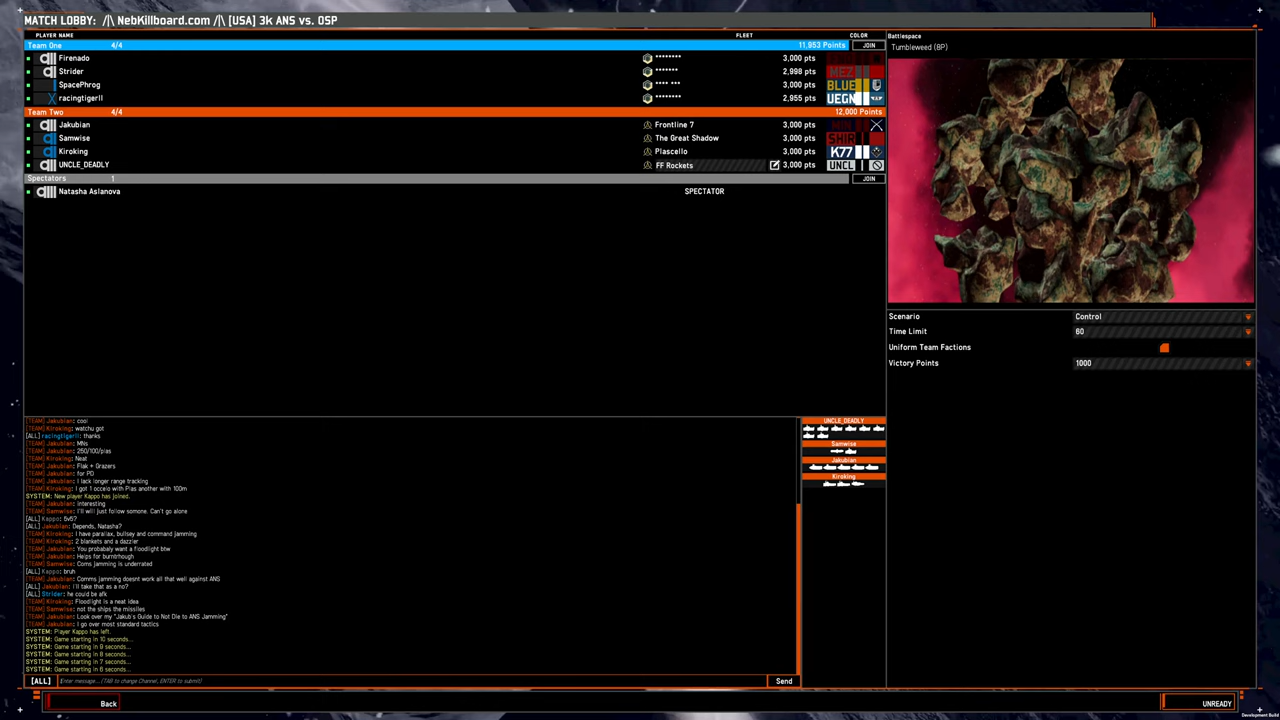 MATCH LOBBY: /|\ NebKillboard.com /|\ [USA] 3k ANS vs. OSP
PLAYER NAME FLEET COLOR
Team One 4/4 11,953 Points JOIN
Firenado ******** 3,000 pts
Strider ******* 2,998 pts MEZ
SpacePhrog **** *** 3,000 pts BLUE
racingtigerII ******** 2,955 pts UEGN
Team Two 4/4 12,000 Points
Jakubian Frontline 7 3,000 pts
Samwise The Great Shadow 3,000 pts SHIR
Kiroking Plascello 3,000 pts K77
UNCLE_DEADLY FF Rockets 3,000 pts UNCL
Spectators 1 JOIN
Natasha Aslanova SPECTATOR
Battlespace
Tumbleweed (8P)
Scenario Control
Time Limit 60
Uniform Team Factions
Victory Points 1000
[TEAM] Jakubian: cool
[TEAM] Kiroking: watchu got
[ALL] racingtigerII: thanks
[TEAM] Jakubian: MNs
[TEAM] Jakubian: 250/100/plas
[TEAM] Kiroking: Neat
[TEAM] Jakubian: Flak + Grazers
[TEAM] Jakubian: for PD
[TEAM] Jakubian: I lack longer range tracking
[TEAM] Kiroking: I got 1 occelo with Plas another with 100m
SYSTEM: New player Kappo has joined.
[TEAM] Jakubian: interesting
[TEAM] Samwise: I'll will just follow somone. Can't go alone
[ALL] Kappo: 5v5?
[ALL] Jakubian: Depends, Natasha?
[TEAM] Kiroking: I have parallax, bullsey and command jamming
[TEAM] Kiroking: 2 blankets and a dazzler
[TEAM] Jakubian: You probabaly want a floodlight btw
[TEAM] Jakubian: Helps for burntrhough
[TEAM] Samwise: Coms jamming is underrated
[ALL] Kappo: bruh
[TEAM] Jakubian: Comms jamming doesnt work all that well against ANS
[ALL] Jakubian: i'll take that as a no?
[ALL] Strider: he could be afk
[TEAM] Kiroking: Floodlight is a neat idea
[TEAM] Samwise: not the ships the missiles
[TEAM] Jakubian: Look over my "Jakub's Guide to Not Die to ANS Jamming"
[TEAM] Jakubian: I go over most standard tactics
SYSTEM: Player Kappo has left.
SYSTEM: Game starting in 10 seconds...
SYSTEM: Game starting in 9 seconds...
SYSTEM: Game starting in 8 seconds...
SYSTEM: Game starting in 7 seconds...
SYSTEM: Game starting in 6 seconds...
UNCLE_DEADLY
Samwise
Jakubian
Kiroking
[ALL] Enter message... (TAB to change Channel, ENTER to submit) Send
Back
UNREADY
Development Build